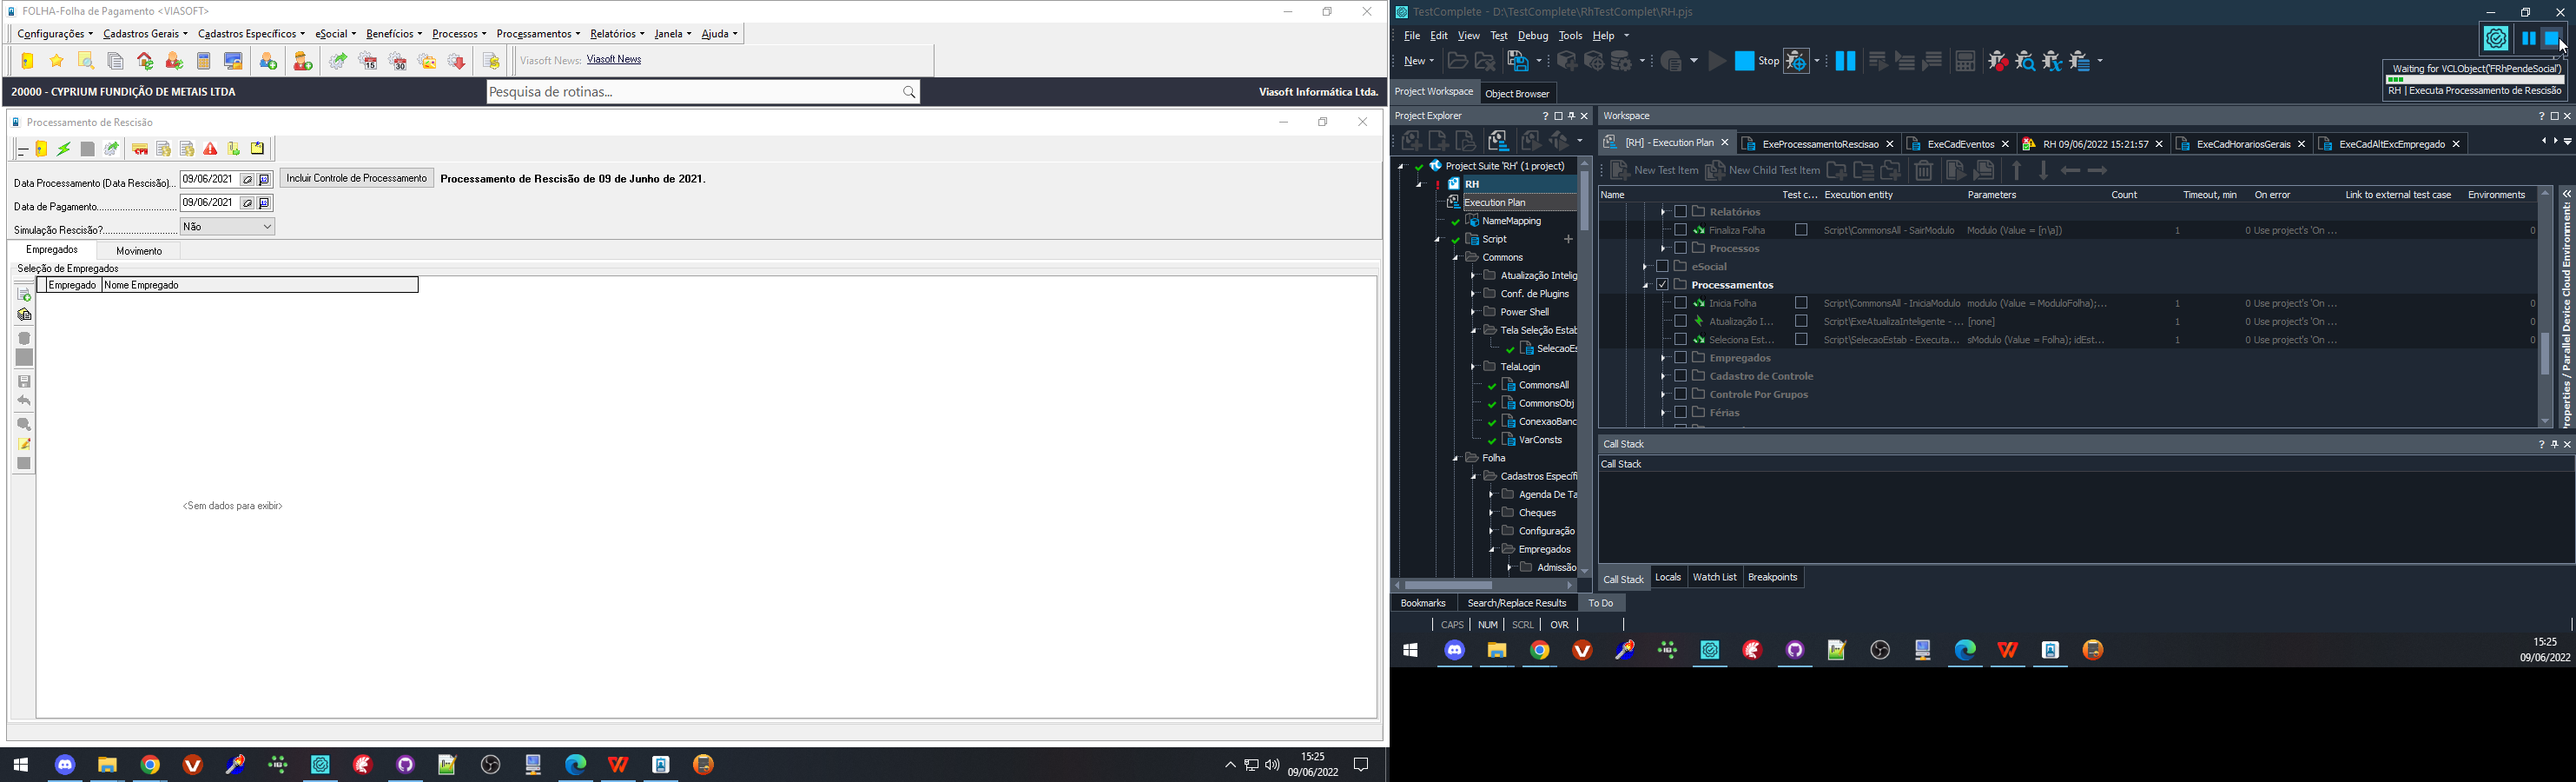 FOLHA-Folha de Pagamento <VIASOFT>
Configurações Cadastros Gerais Cadastros Específicos eSocial Benefícios Processos Processamentos Relatórios Janela Ajuda
Viasoft News: Viasoft News
20000 - CYPRIUM FUNDIÇÃO DE METAIS LTDA
Pesquisa de rotinas...
Viasoft Informática Ltda.
Processamento de Rescisão
Data Processamento (Data Rescisão)... 09/06/2021 Incluir Controle de Processamento Processamento de Rescisão de 09 de Junho de 2021.
Data de Pagamento............................. 09/06/2021
Simulação Rescisão?........................... Não
Empregados Movimento
Seleção de Empregados
Empregado Nome Empregado
<Sem dados para exibir>
15:25
09/06/2022
TestComplete - D:\TestComplete\RhTestComplet\RH.pjs
File Edit View Test Debug Tools Help
New Stop
Waiting for VCLObject('FRhPendeSocial')
RH | Executa Processamento de Rescisão
Project Workspace Object Browser
Project Explorer
Project Suite 'RH' (1 project)
RH
Execution Plan
NameMapping
Script
Commons
Atualização Intelig
Conf. de Plugins
Power Shell
Tela Seleção Estab
SelecaoEs
TelaLogin
CommonsAll
CommonsObj
ConexaoBanc
VarConsts
Folha
Cadastros Específi
Agenda De Ta
Cheques
Configuração
Empregados
Admissão
Workspace
[RH] - Execution Plan ExeProcessamentoRescisao ExeCadEventos RH 09/06/2022 15:21:57 ExeCadHorariosGerais ExeCadAltExcEmpregado
New Test Item New Child Test Item
Name Test c... Execution entity Parameters Count Timeout, min On error Link to external test case Environments
Relatórios
Finaliza Folha Script\CommonsAll - SairModulo Modulo (Value = [n\a]) 1 0 Use project's 'On ... 0
Processos
eSocial
Processamentos
Inicia Folha Script\CommonsAll - IniciaModulo modulo (Value = ModuloFolha);... 1 0 Use project's 'On ... 0
Atualização I... Script\ExeAtualizaInteligente - ... [none] 1 0 Use project's 'On ... 0
Seleciona Est... Script\SelecaoEstab - Executa... sModulo (Value = Folha); idEst... 1 0 Use project's 'On ... 0
Empregados
Cadastro de Controle
Controle Por Grupos
Férias
Properties / Parallel Device Cloud Environment:
Call Stack
Call Stack
Call Stack Locals Watch List Breakpoints
Bookmarks Search/Replace Results To Do
CAPS NUM SCRL OVR
15:25
09/06/2022